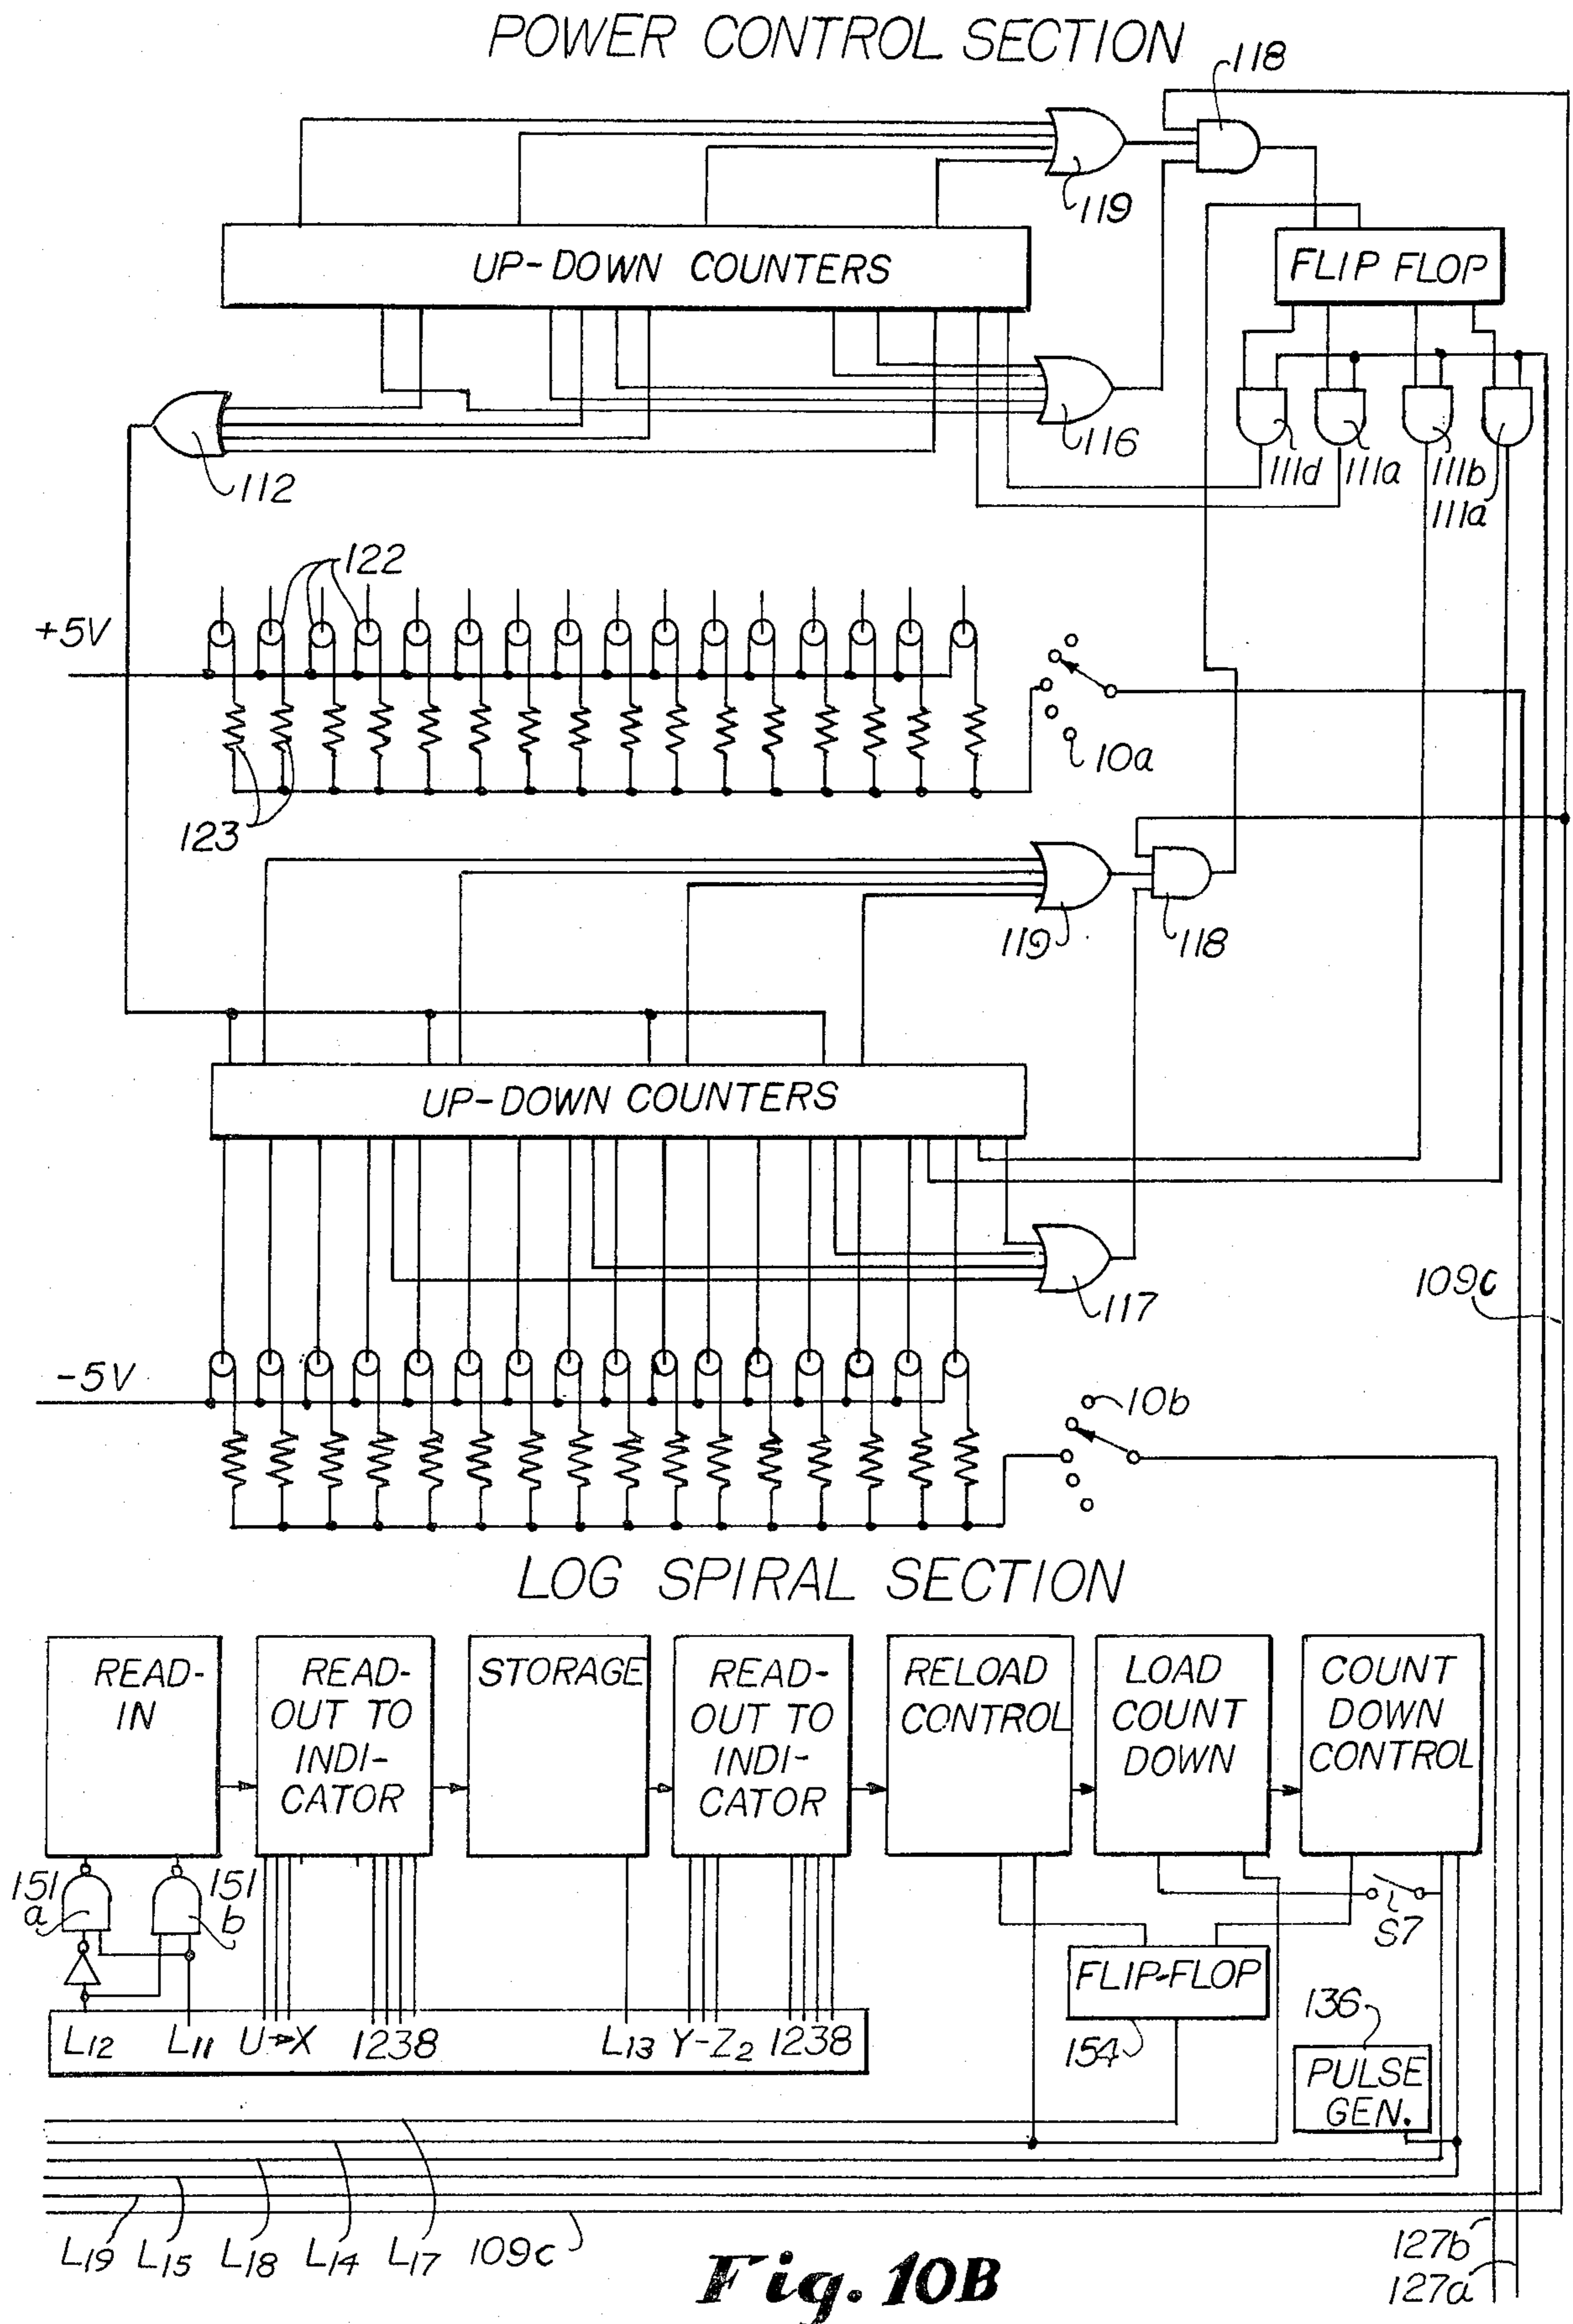 POWER CONTROL SECTION
118
119
UP-DOWN COUNTERS
FLIP FLOP
112
116
111d
111a
111b
111a
122
+5V
10a
123
119
118
UP-DOWN COUNTERS
117
109c
-5V
10b
LOG SPIRAL SECTION
READ-
IN
READ-
OUT TO
INDI-
CATOR
STORAGE
READ-
OUT TO
INDI-
CATOR
RELOAD
CONTROL
LOAD
COUNT
DOWN
COUNT
DOWN
CONTROL
151
a
151
b
S7
FLIP-FLOP
154
136
PULSE
GEN.
L12 L11 U→X 1238 L13 Y-Z2 1238
L19 L15 L18 L14 L17 109c
127b
127a
Fig. 10B